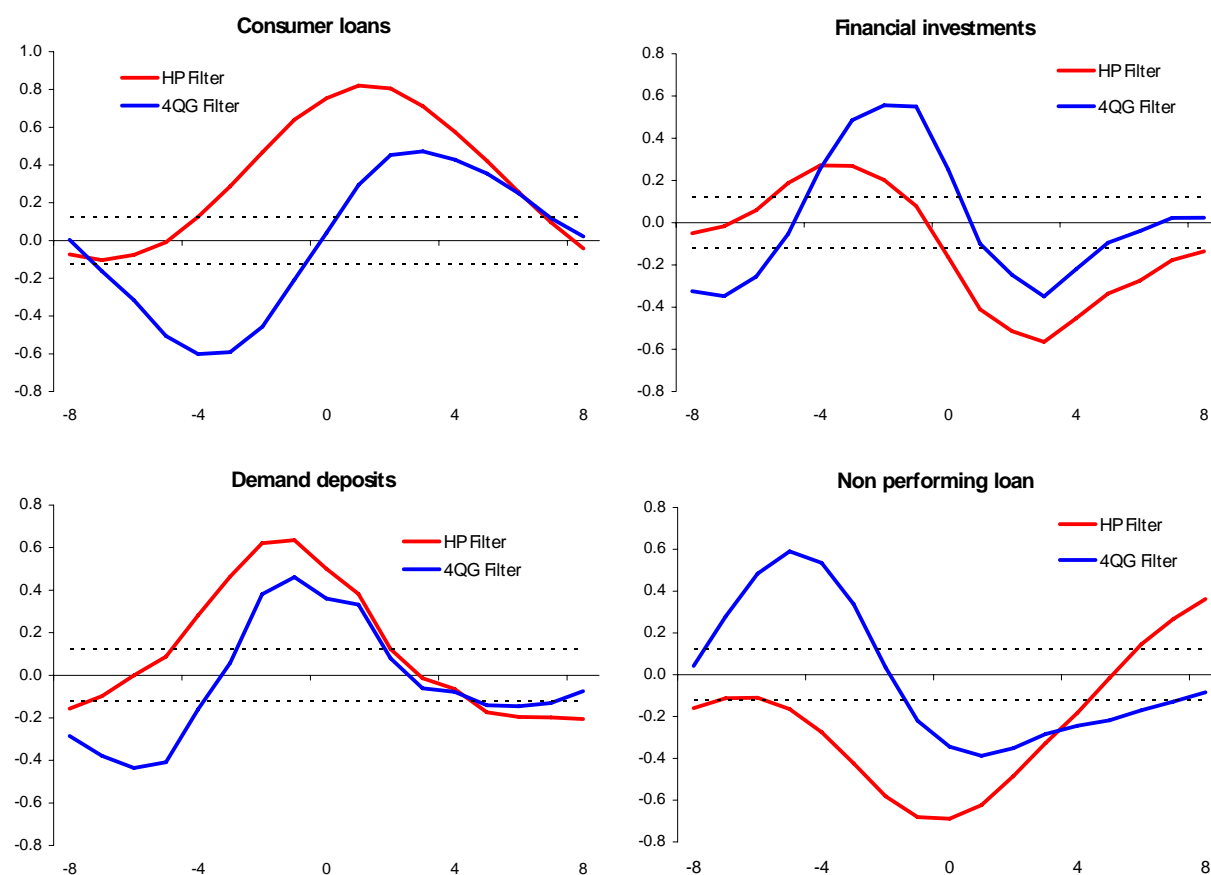 Consumer loans
1.0
0.8
0.6
0.4
0.2
0.0
-0.2
-0.4
-0.6
-0.8
HP Filter
4QG Filter
-8 -4 0 4 8
Financial investments
0.8
0.6
0.4
0.2
0.0
-0.2
-0.4
-0.6
-0.8
HP Filter
4QG Filter
-8 -4 0 4 8
Demand deposits
0.8
0.6
0.4
0.2
0.0
-0.2
-0.4
-0.6
-0.8
HP Filter
4QG Filter
-8 -4 0 4 8
Non performing loan
0.8
0.6
0.4
0.2
0.0
-0.2
-0.4
-0.6
-0.8
HP Filter
4QG Filter
-8 -4 0 4 8